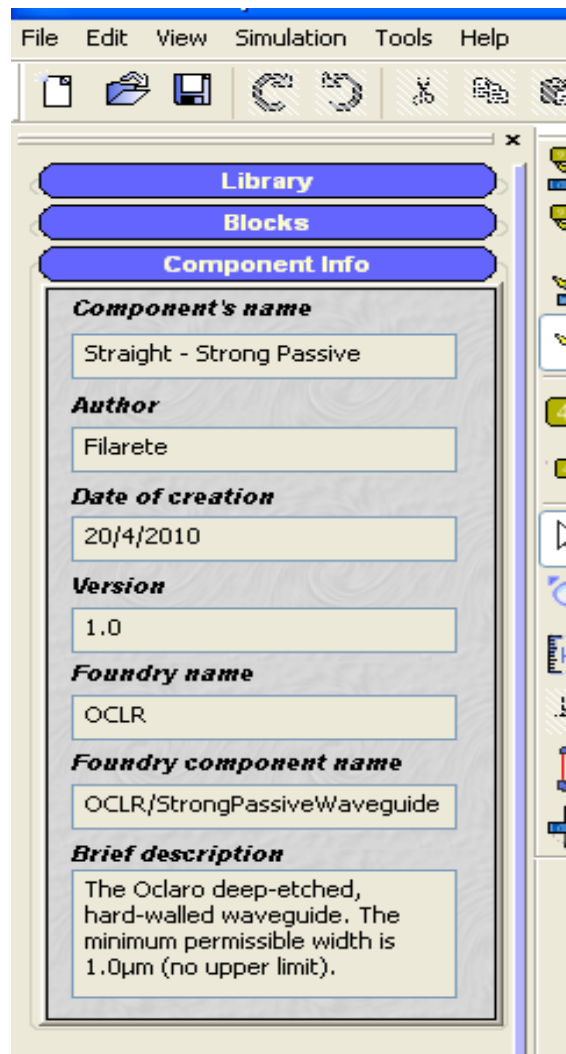 File Edit View Simulation Tools Help
Library
Blocks
Component Info
Component's name
Straight - Strong Passive
Author
Filarete
Date of creation
20/4/2010
Version
1.0
Foundry name
OCLR
Foundry component name
OCLR/StrongPassiveWaveguide
Brief description
The Oclaro deep-etched,
hard-walled waveguide. The
minimum permissible width is
1.0µm (no upper limit).